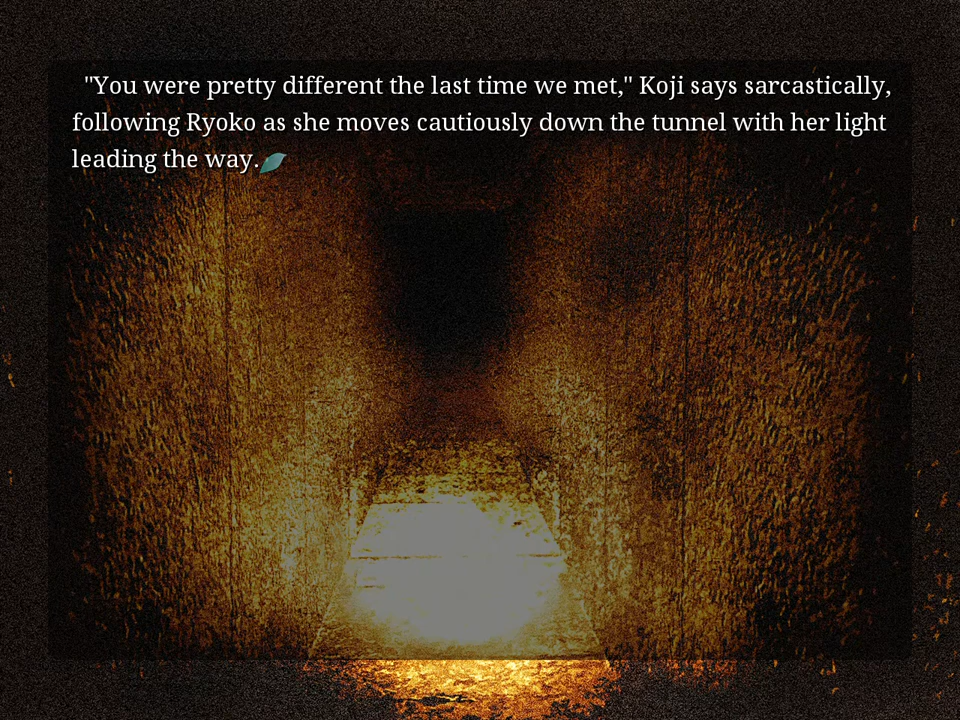 "You were pretty different the last time we met," Koji says sarcastically,
following Ryoko as she moves cautiously down the tunnel with her light
leading the way.